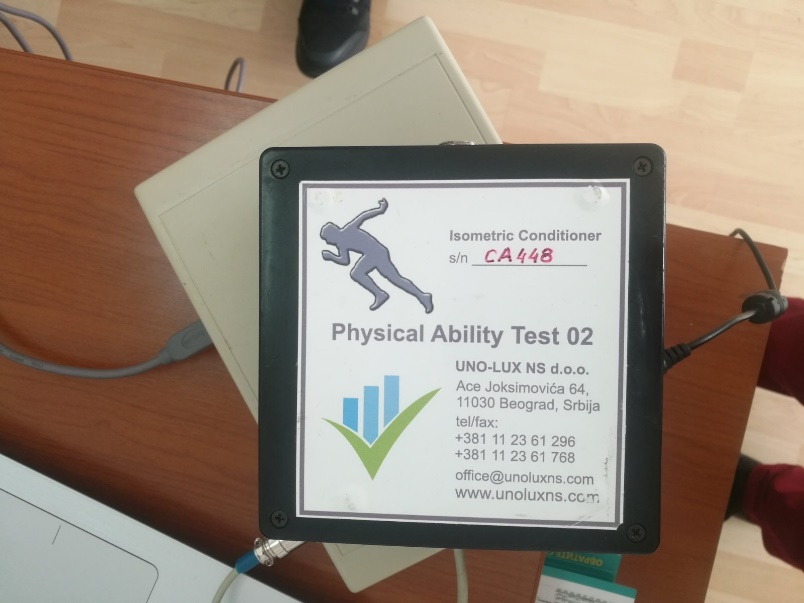 Isometric Conditioner
s/n CA448
Physical Ability Test 02
UNO-LUX NS d.o.o.
Ace Joksimovića 64,
11030 Beograd, Srbija
tel/fax:
+381 11 23 61 296
+381 11 23 61 768
office@unoluxns.com
www.unoluxns.com
ОБРАТИТЕ